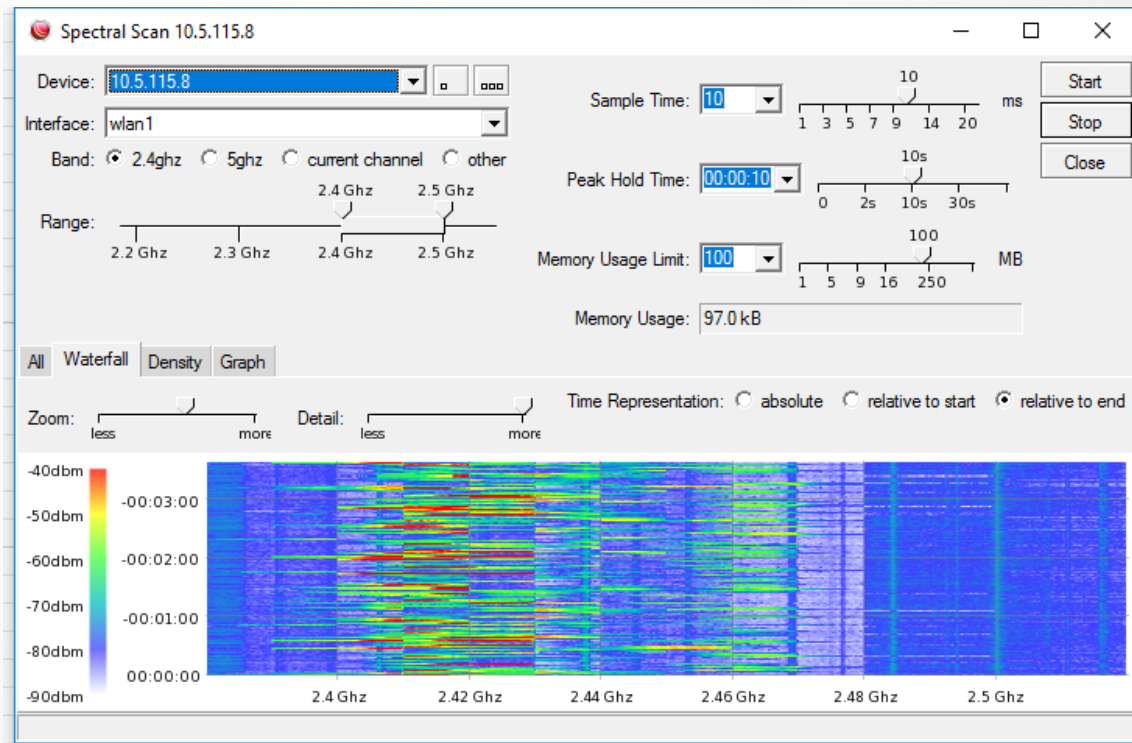 Spectral Scan 10.5.115.8
Device: 10.5.115.8
Interface: wlan1
Band: 2.4ghz 5ghz current channel other
2.4 Ghz 2.5 Ghz
Range:
2.2 Ghz 2.3 Ghz 2.4 Ghz 2.5 Ghz
10
Sample Time: 10 ms
1 3 5 7 9 14 20
10s
Peak Hold Time: 00:00:10
0 2s 10s 30s
100
Memory Usage Limit: 100 MB
1 5 9 16 250
Memory Usage: 97.0 kB
Start
Stop
Close
All Waterfall Density Graph
Zoom: less more Detail: less more
Time Representation: absolute relative to start relative to end
-40dbm
-50dbm
-60dbm
-70dbm
-80dbm
-90dbm
-00:03:00
-00:02:00
-00:01:00
00:00:00
2.4 Ghz 2.42 Ghz 2.44 Ghz 2.46 Ghz 2.48 Ghz 2.5 Ghz